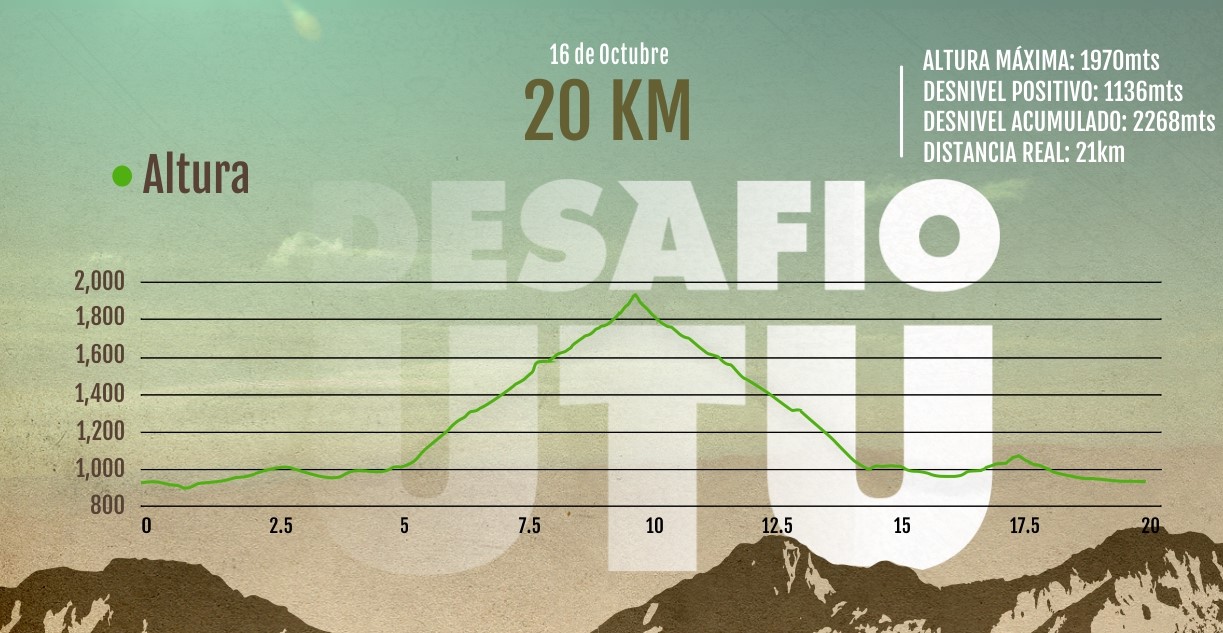 16 de Octubre
20 KM
ALTURA MÁXIMA: 1970mts
DESNIVEL POSITIVO: 1136mts
DESNIVEL ACUMULADO: 2268mts
DISTANCIA REAL: 21km
Altura
DESAFIO
UTU
2,000
1,800
1,600
1,400
1,200
1,000
800
0 2.5 5 7.5 10 12.5 15 17.5 20